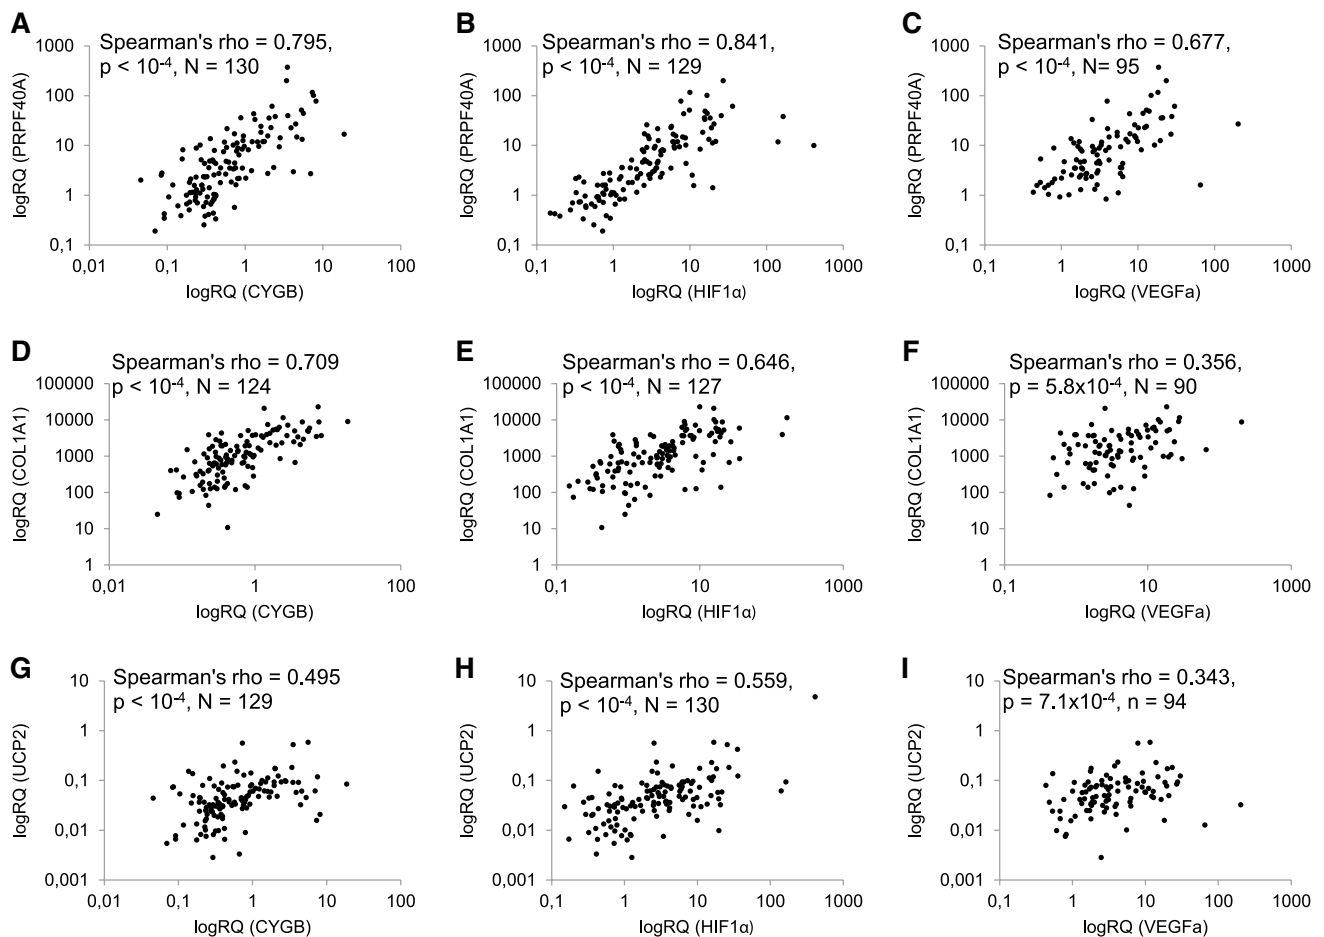 A
Spearman's rho = 0.795,
p < 10-4, N = 130
logRQ (PRPF40A)
1000
100
10
1
0,1
0,01
0,1
1
10
100
logRQ (CYGB)
B
Spearman's rho = 0.841,
p < 10-4, N = 129
logRQ (PRPF40A)
1000
100
10
1
0,1
0,1
1
10
100
1000
logRQ (HIF1α)
C
Spearman's rho = 0.677,
p < 10-4, N= 95
logRQ (PRPF40A)
1000
100
10
1
0,1
0,1
1
10
100
1000
logRQ (VEGFa)
D
Spearman's rho = 0.709
p < 10-4, N = 124
logRQ (COL1A1)
100000
10000
1000
100
10
1
0,01
1
100
logRQ (CYGB)
E
Spearman's rho = 0.646,
p < 10-4, N = 127
logRQ (COL1A1)
100000
10000
1000
100
10
1
0,1
10
1000
logRQ (HIF1α)
F
Spearman's rho = 0.356,
p = 5.8x10-4, N = 90
logRQ (COL1A1)
100000
10000
1000
100
10
1
0,1
10
1000
logRQ (VEGFa)
G
Spearman's rho = 0.495
p < 10-4, N = 129
logRQ (UCP2)
10
1
0,1
0,01
0,001
0,01
0,1
1
10
100
logRQ (CYGB)
H
Spearman's rho = 0.559,
p < 10-4, N = 130
logRQ (UCP2)
10
1
0,1
0,01
0,001
0,1
1
10
100
1000
logRQ (HIF1α)
I
Spearman's rho = 0.343,
p = 7.1x10-4, n = 94
logRQ (UCP2)
10
1
0,1
0,01
0,001
0,1
1
10
100
1000
logRQ (VEGFa)